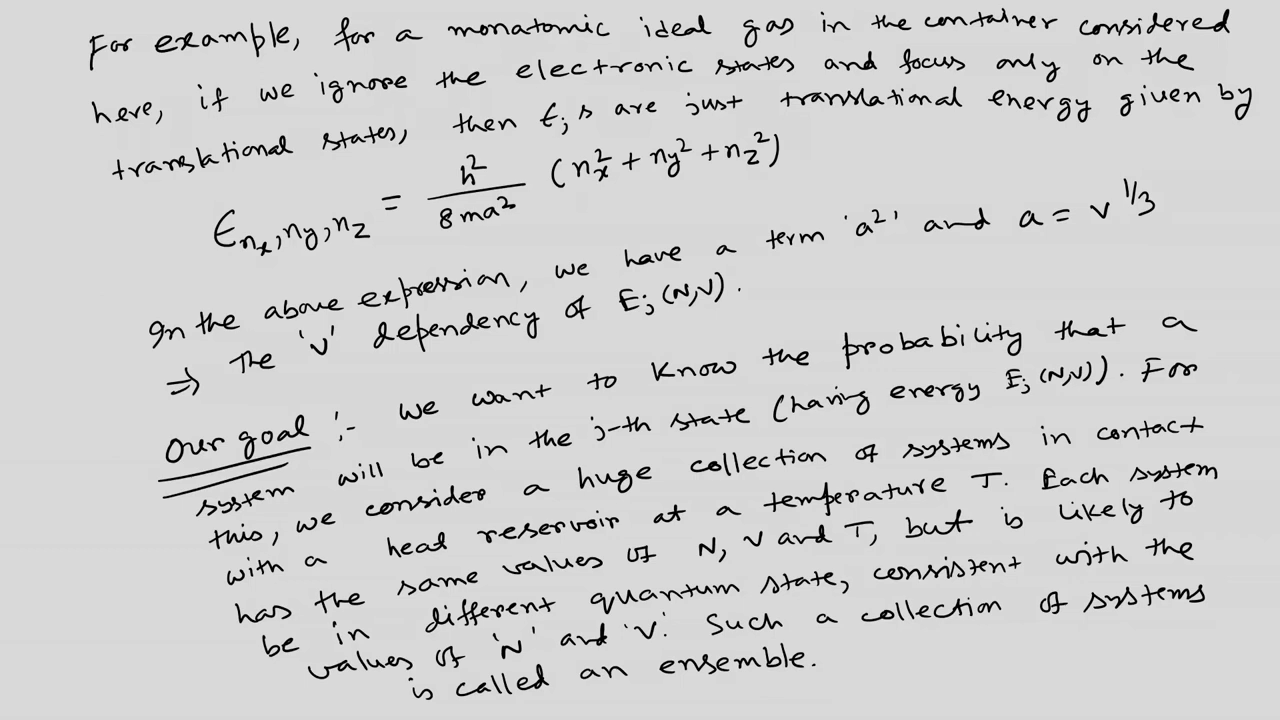 For example, for a monatomic ideal gas in the container considered
here, if we ignore the electronic states and focus only on the
translational states, then ϵⱼs are just translational energy given by
ϵ_{nx,ny,nz} = h²/8ma² (nx² + ny² + nz²)
In the above expression, we have a term 'a²' and a = V^{1/3}
⇒ The 'V' dependency of Eⱼ(N,V).
Our goal :- We want to know the probability that a
system will be in the j-th state (having energy Eⱼ(N,V)). For
this, we consider a huge collection of systems in contact
with a heat reservoir at a temperature T. Each system
has the same values of N, V and T, but is likely to
be in different quantum state, consistent with the
values of 'N' and 'V'. Such a collection of systems
is called an ensemble.